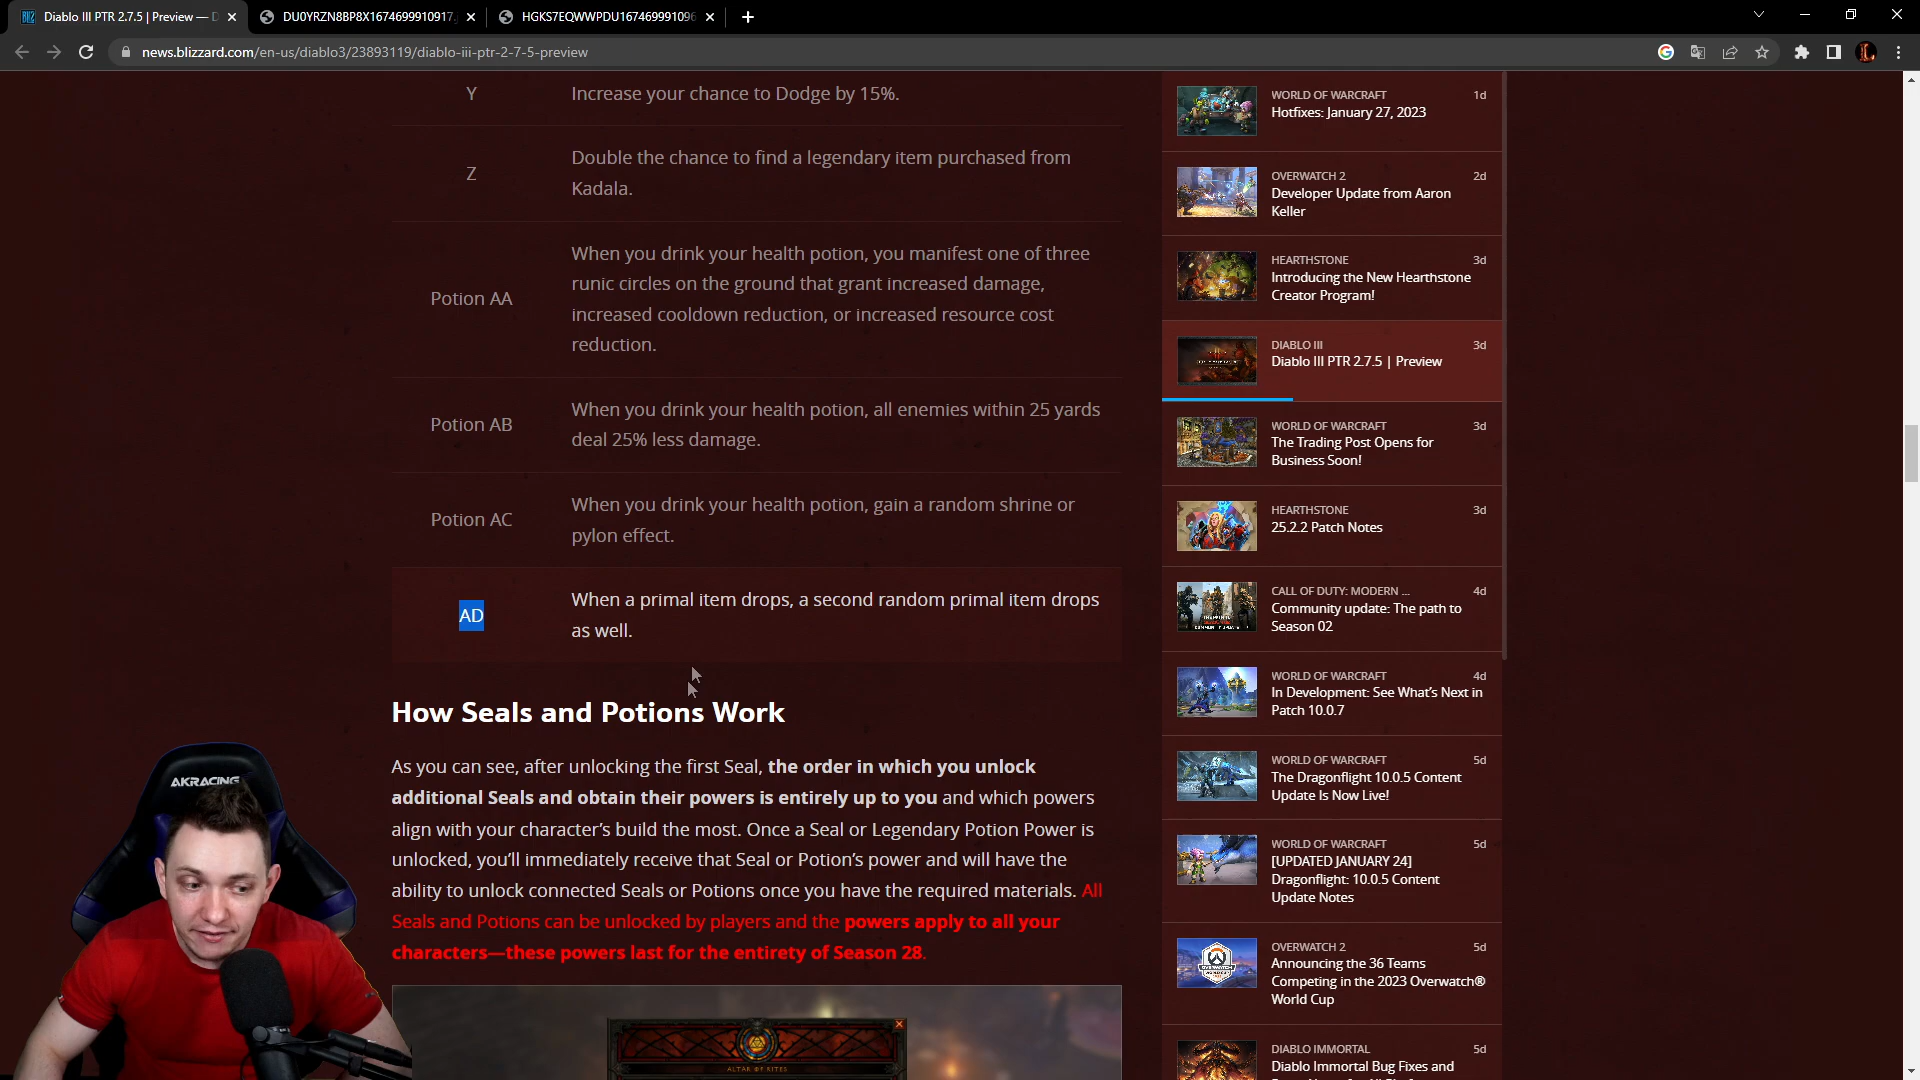 Diablo III PTR 2.7.5 | Preview —
DU0YRZN8BP8X1674699910917
HGKS7EQWWPDU1674699910
news.blizzard.com/en-us/diablo3/23893119/diablo-iii-ptr-2-7-5-preview
Y
Increase your chance to Dodge by 15%.
Z
Double the chance to find a legendary item purchased from
Kadala.
Potion AA
When you drink your health potion, you manifest one of three
runic circles on the ground that grant increased damage,
increased cooldown reduction, or increased resource cost
reduction.
Potion AB
When you drink your health potion, all enemies within 25 yards
deal 25% less damage.
Potion AC
When you drink your health potion, gain a random shrine or
pylon effect.
AD
When a primal item drops, a second random primal item drops
as well.
How Seals and Potions Work
As you can see, after unlocking the first Seal, the order in which you unlock
additional Seals and obtain their powers is entirely up to you and which powers
align with your character's build the most. Once a Seal or Legendary Potion Power is
unlocked, you'll immediately receive that Seal or Potion's power and will have the
ability to unlock connected Seals or Potions once you have the required materials. All
Seals and Potions can be unlocked by players and the powers apply to all your
characters—these powers last for the entirety of Season 28.
ALTAR OF RITES
AKRACING
WORLD OF WARCRAFT 1d
Hotfixes: January 27, 2023
OVERWATCH 2 2d
Developer Update from Aaron
Keller
HEARTHSTONE 3d
Introducing the New Hearthstone
Creator Program!
DIABLO III 3d
Diablo III PTR 2.7.5 | Preview
WORLD OF WARCRAFT 3d
The Trading Post Opens for
Business Soon!
HEARTHSTONE 3d
25.2.2 Patch Notes
CALL OF DUTY: MODERN ... 4d
Community update: The path to
Season 02
WORLD OF WARCRAFT 4d
In Development: See What's Next in
Patch 10.0.7
WORLD OF WARCRAFT 5d
The Dragonflight 10.0.5 Content
Update Is Now Live!
WORLD OF WARCRAFT 5d
[UPDATED JANUARY 24]
Dragonflight: 10.0.5 Content
Update Notes
OVERWATCH 2 5d
Announcing the 36 Teams
Competing in the 2023 Overwatch®
World Cup
DIABLO IMMORTAL 5d
Diablo Immortal Bug Fixes and